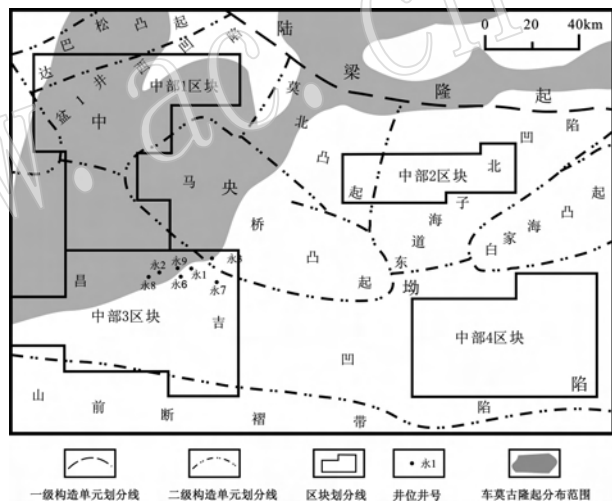 0 20 40km
达巴松凸起
盆1井西凹陷
陆梁隆起
中部1区块
莫北凸起
中央坳陷
马桥凸起
中部2区块
东道海子北凹陷
白家海凸起
永3
永9
永2
永1
永8
永6
永7
昌吉凹陷
中部3区块
中部4区块
山前断褶带
永1
一级构造单元划分线
二级构造单元划分线
区块划分线
井位井号
车莫古隆起分布范围
w.ac.cn